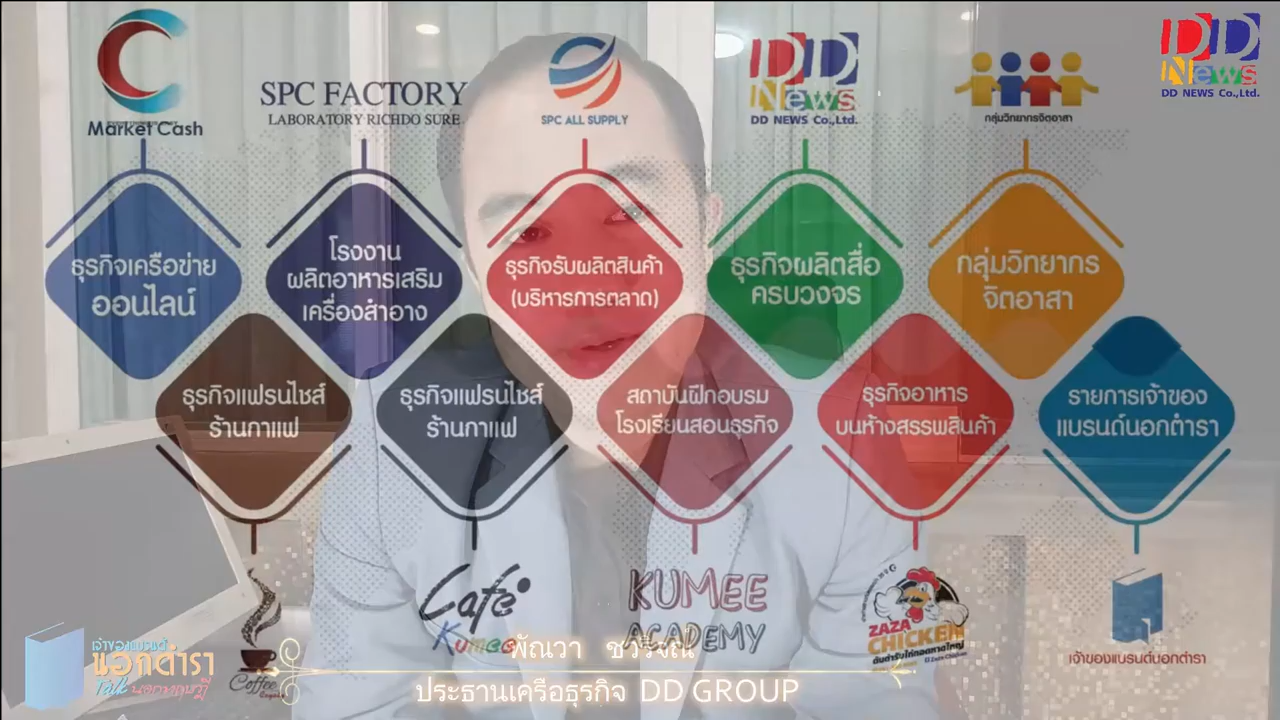 Market Cash
SPC FACTORY
LABORATORY RICHDO SURE
SPC ALL SUPPLY
DD
News
DD NEWS Co.,Ltd.
กลุ่มวิทยากรจิตอาสา
DD
News
DD NEWS Co.,Ltd.
ธุรกิจเครือข่าย
ออนไลน์
โรงงาน
ผลิตอาหารเสริม
เครื่องสำอาง
ธุรกิจรับผลิตสินค้า
(บริหารการตลาด)
ธุรกิจผลิตสื่อ
ครบวงจร
กลุ่มวิทยากร
จิตอาสา
ธุรกิจแฟรนไชส์
ร้านกาแฟ
ธุรกิจแฟรนไชส์
ร้านกาแฟ
สถาบันฝึกอบรม
โรงเรียนสอนธุรกิจ
ธุรกิจอาหาร
บนห้างสรรพสินค้า
รายการเจ้าของ
แบรนด์นอกตำรา
Coffee
Café
Kumee
KUMEE
ACADEMY
ZAZA
CHICKEN
ต้นตำรับไก่ทอดหาดใหญ่
เจ้าของแบรนด์นอกตำรา
เจ้าของแบรนด์
นอกตำรา
Talk
พัณวา
ประธานเครือธุรกิจ DD GROUP